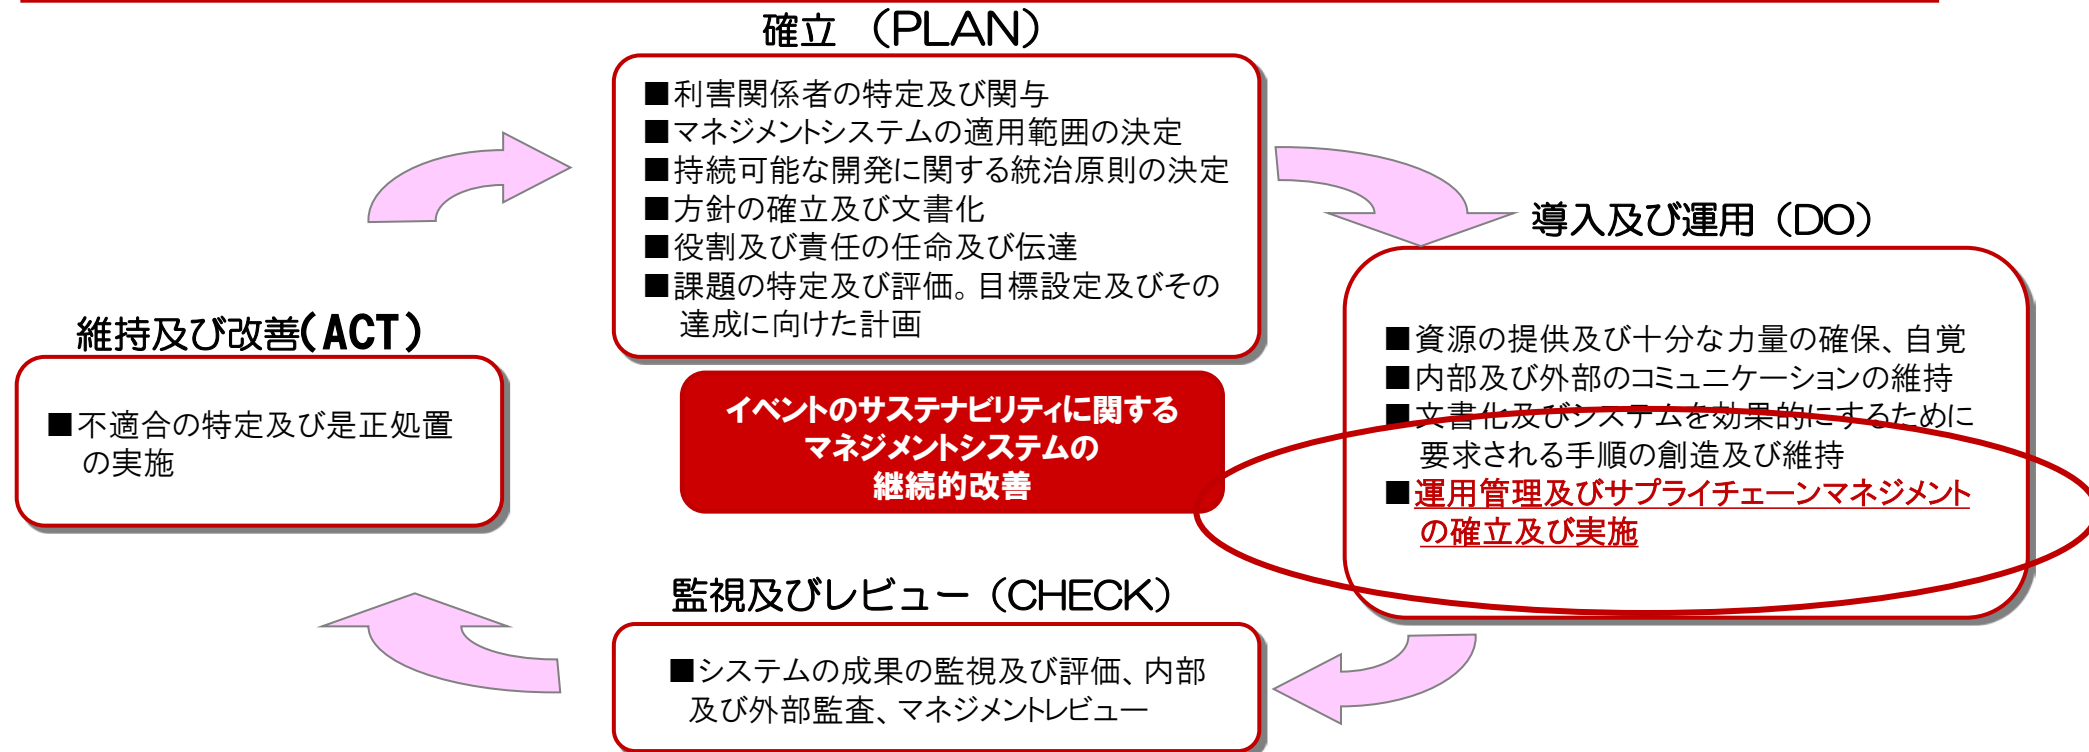 確立 （PLAN）
■利害関係者の特定及び関与
■マネジメントシステムの適用範囲の決定
■持続可能な開発に関する統治原則の決定
■方針の確立及び文書化
■役割及び責任の任命及び伝達
■課題の特定及び評価。目標設定及びその
達成に向けた計画
導入及び運用（DO）
■資源の提供及び十分な力量の確保、自覚
■内部及び外部のコミュニケーションの維持
■文書化及びシステムを効果的にするために
要求される手順の創造及び維持
■運用管理及びサプライチェーンマネジメント
の確立及び実施
維持及び改善(ACT)
■不適合の特定及び是正処置
の実施
イベントのサステナビリティに関する
マネジメントシステムの
継続的改善
監視及びレビュー（CHECK）
■システムの成果の監視及び評価、内部
及び外部監査、マネジメントレビュー